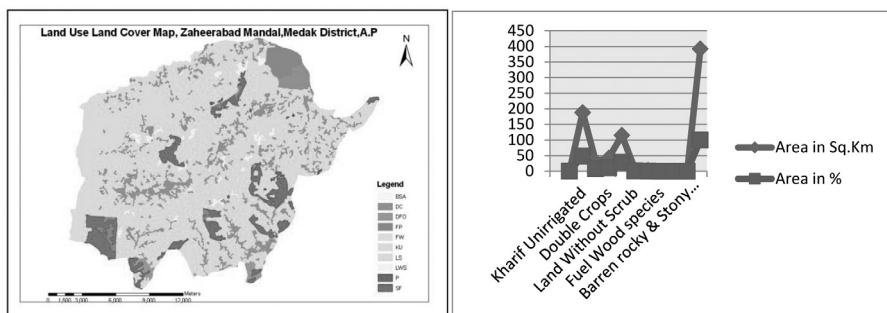 Land Use Land Cover Map, Zaheerabad Mandal,Medak District,A.P
N
Legend
BSA
DC
DFO
FP
FW
KU
LS
LWS
P
SF
0 1,500 3,000 6,000 9,000 12,000
Meters
450
400
350
300
250
200
150
100
50
0
Kharif Unirrigated
Double Crops
Land Without Scrub
Fuel Wood species
Barren rocky & Stony...
Area in Sq.Km
Area in %